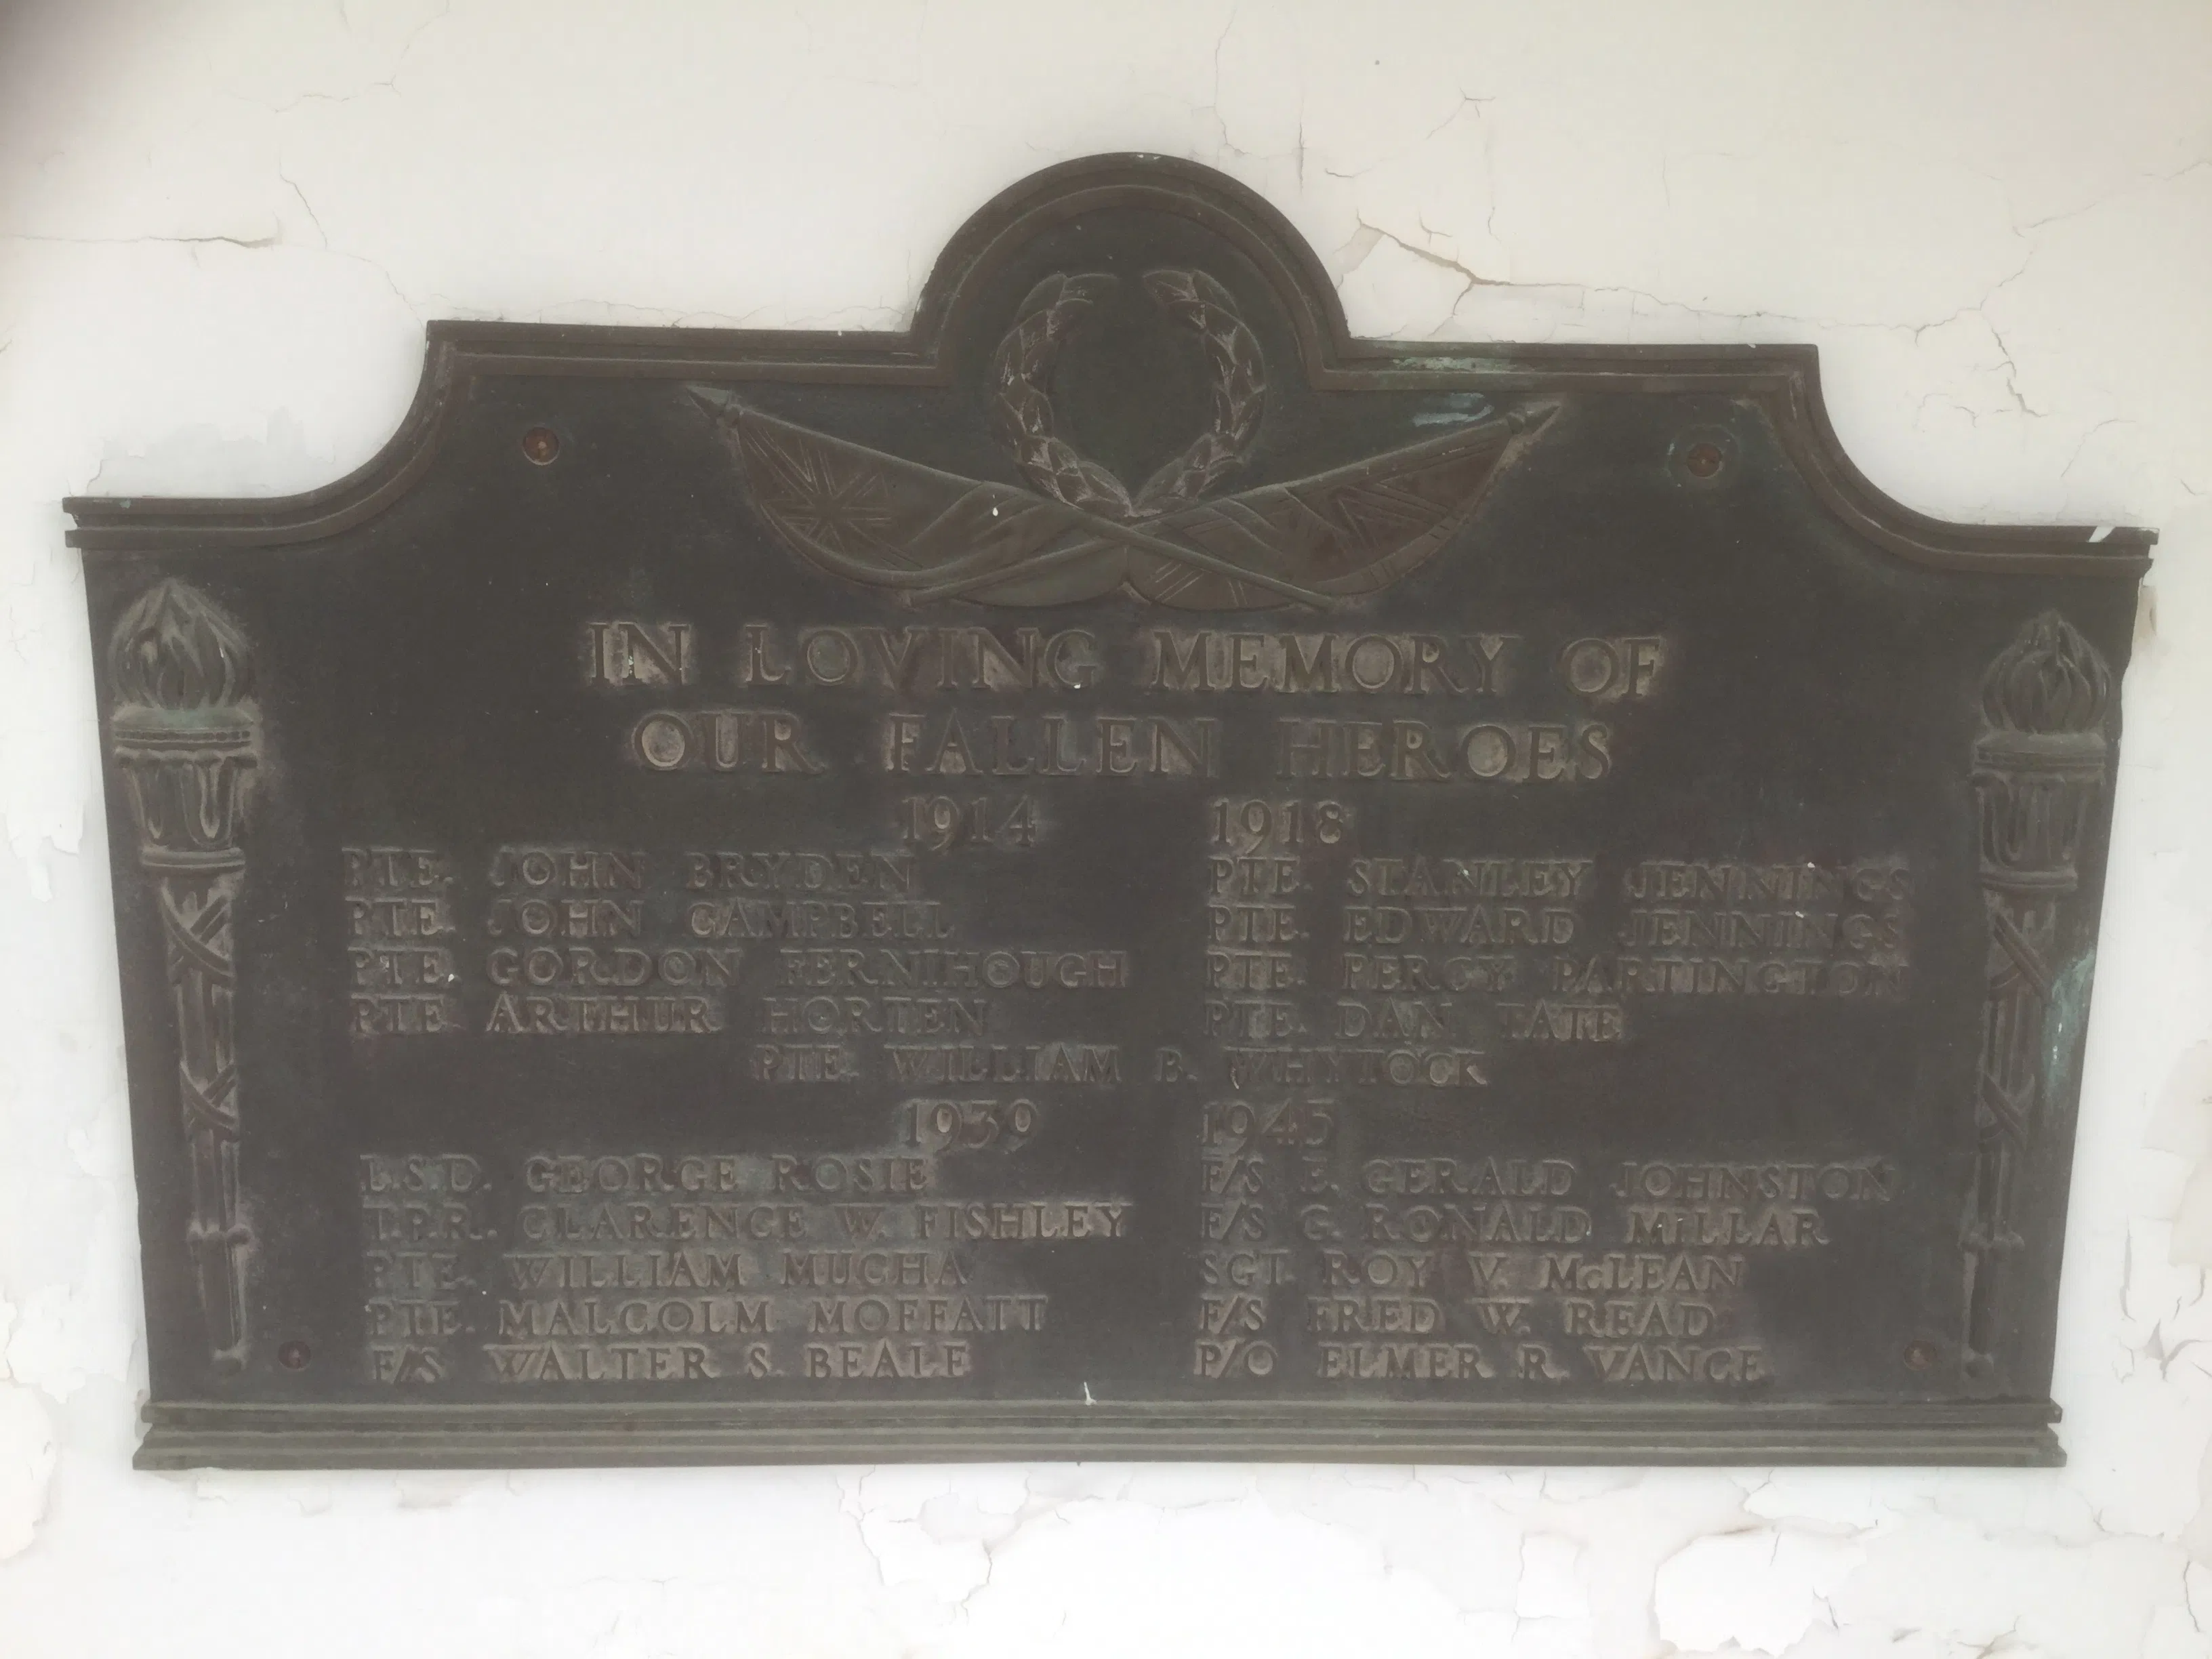 IN LOVING MEMORY OF
OUR FALLEN HEROES
1914 1918
PTE. JOHN BRYDEN PTE. STANLEY JENNINGS
PTE. JOHN CAMPBELL PTE. EDWARD JENNINGS
PTE. GORDON FERNIHOUGH PTE. PERCY PARTINGTON
PTE. ARTHUR HORTEN PTE. DAN TATE
PTE. WILLIAM B. WHYTOCK
1939 1945
L.S.D. GEORGE ROSIE F/S E. GERALD JOHNSTON
T.P.R. CLARENCE W. FISHLEY F/S G. RONALD MILLAR
PTE. WILLIAM MUCHA SGT. ROY V. McLEAN
PTE. MALCOLM MOFFATT F/S FRED W. READ
F/S WALTER S. BEALE P/O ELMER R. VANCE